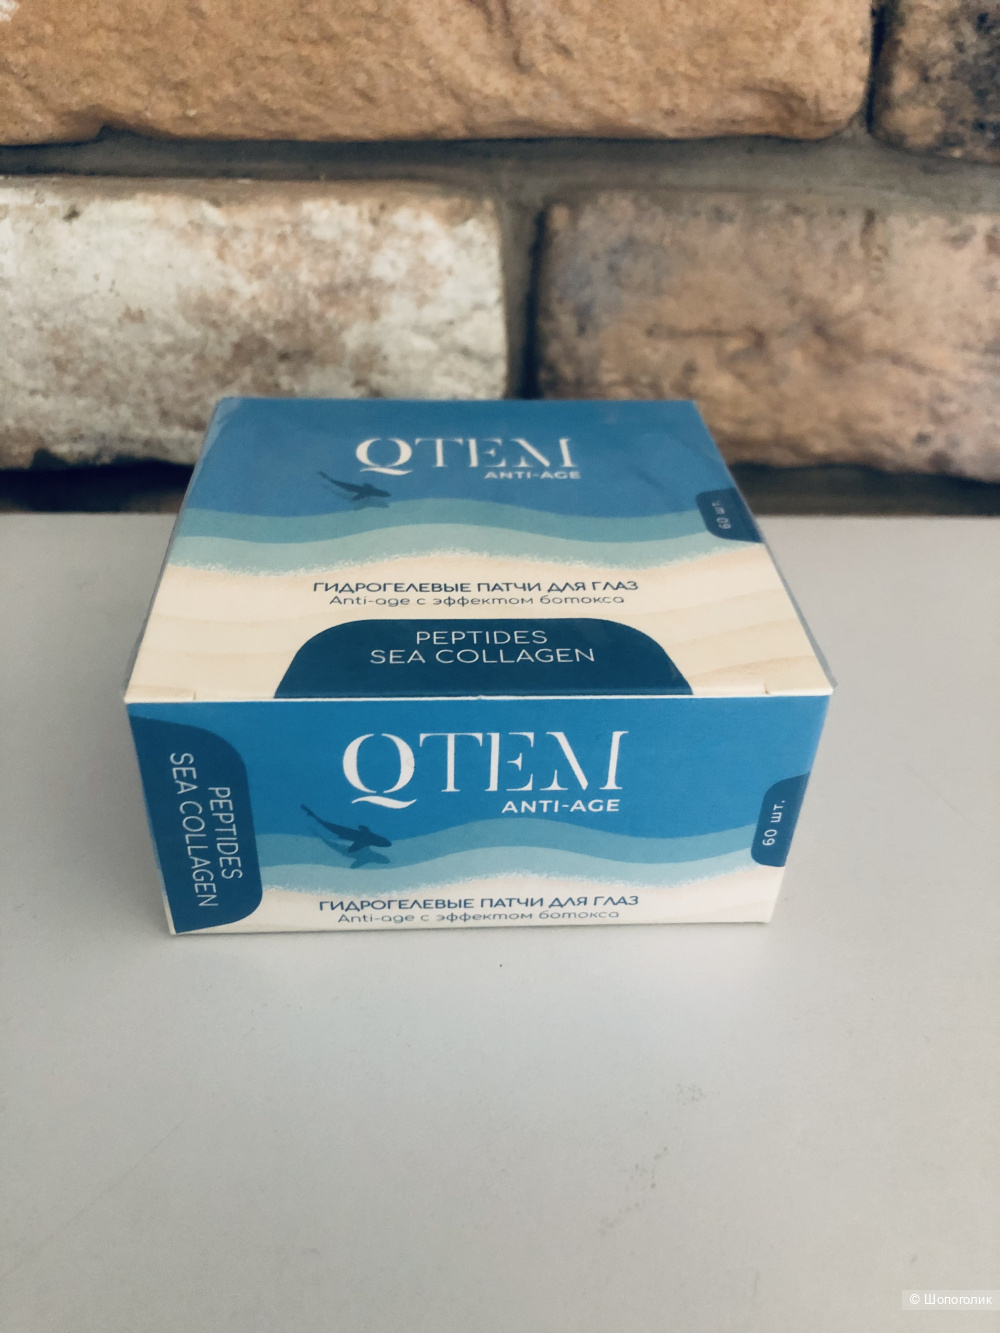 QTEM
ANTI-AGE
60 шт.
ГИДРОГЕЛЕВЫЕ ПАТЧИ ДЛЯ ГЛАЗ
Anti-age с эффектом ботокса
PEPTIDES
SEA COLLAGEN
QTEM
ANTI-AGE
PEPTIDES
SEA COLLAGEN
60 шт.
ГИДРОГЕЛЕВЫЕ ПАТЧИ ДЛЯ ГЛАЗ
Anti-age с эффектом ботокса
© Шопоголик